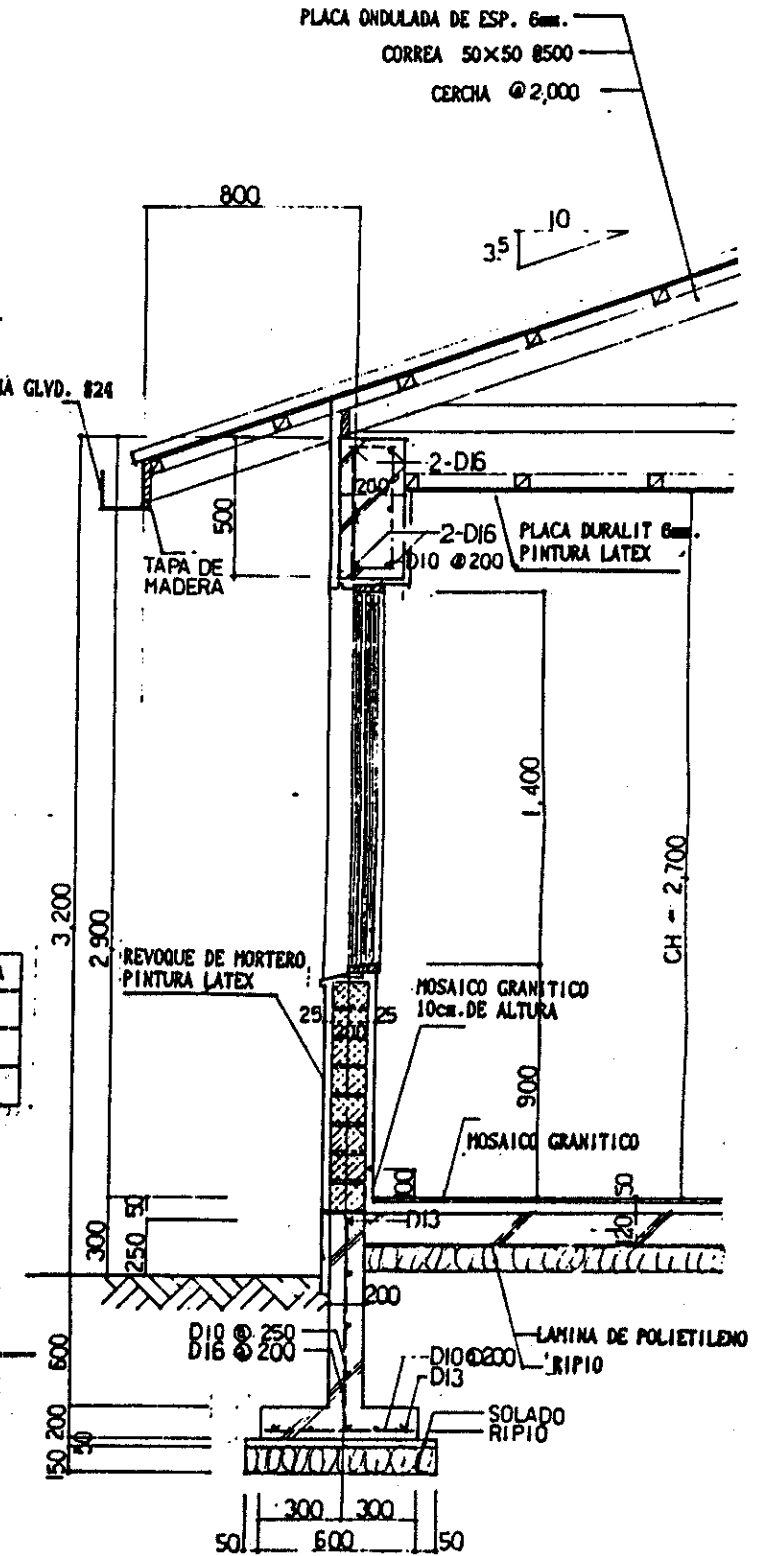 PLACA ONDULADA DE ESP. 6mm.
CORREA 50×50 @500
CERCHA @2,000
800
10
3.5
GLVD. #24
2-D16
200
500
2-D16
D10 @200
PLACA DURALIT 6mm.
PINTURA LATEX
TAPA DE
MADERA
1,400
CH = 2,700
3,200
2,900
A
REVOQUE DE MORTERO
PINTURA LATEX
MOSAICO GRANITICO
10cm. DE ALTURA
25
200
25
900
MOSAICO GRANITICO
100
50
50
D13
120
300
250
200
D10 @ 250
D16 @ 200
LAMINA DE POLIETILENO
RIPIO
D10@200
D13
600
SOLADO
RIPIO
200
50
150
300
300
50
600
50